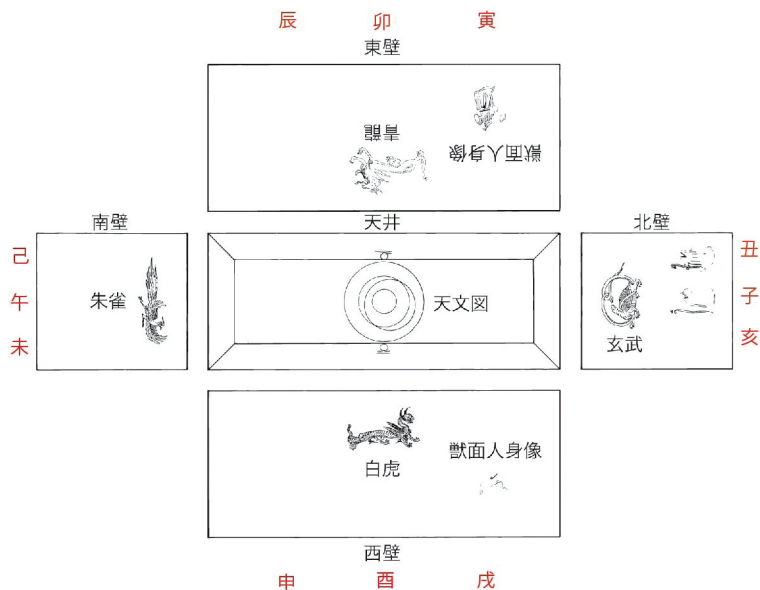 辰 卯 寅
東壁
青龍
獣面人身像
南壁 天井 北壁
己
午
未
朱雀
天文図
玄武
丑
子
亥
獣面人身像
白虎
西壁
申 酉 戌